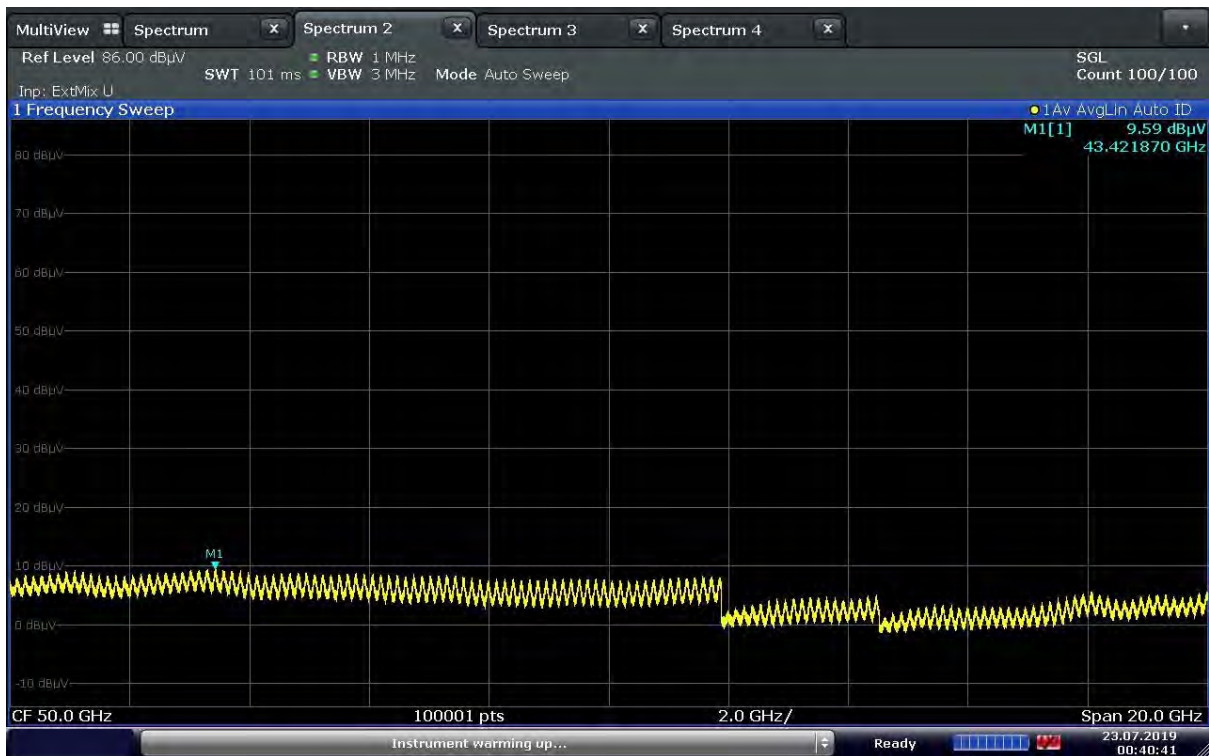 MultiView Spectrum X Spectrum 2 X Spectrum 3 X Spectrum 4 X
Ref Level 86.00 dBµV RBW 1 MHz SGL
SWT 101 ms VBW 3 MHz Mode Auto Sweep Count 100/100
Inp: ExtMix U
1 Frequency Sweep 1Av AvgLin Auto ID
M1[1] 9.59 dBµV
43.421870 GHz
80 dBµV
70 dBµV
60 dBµV
50 dBµV
40 dBµV
30 dBµV
20 dBµV
M1
10 dBµV
0 dBµV
-10 dBµV
CF 50.0 GHz 100001 pts 2.0 GHz/ Span 20.0 GHz
Instrument warming up... Ready 23.07.2019
00:40:41